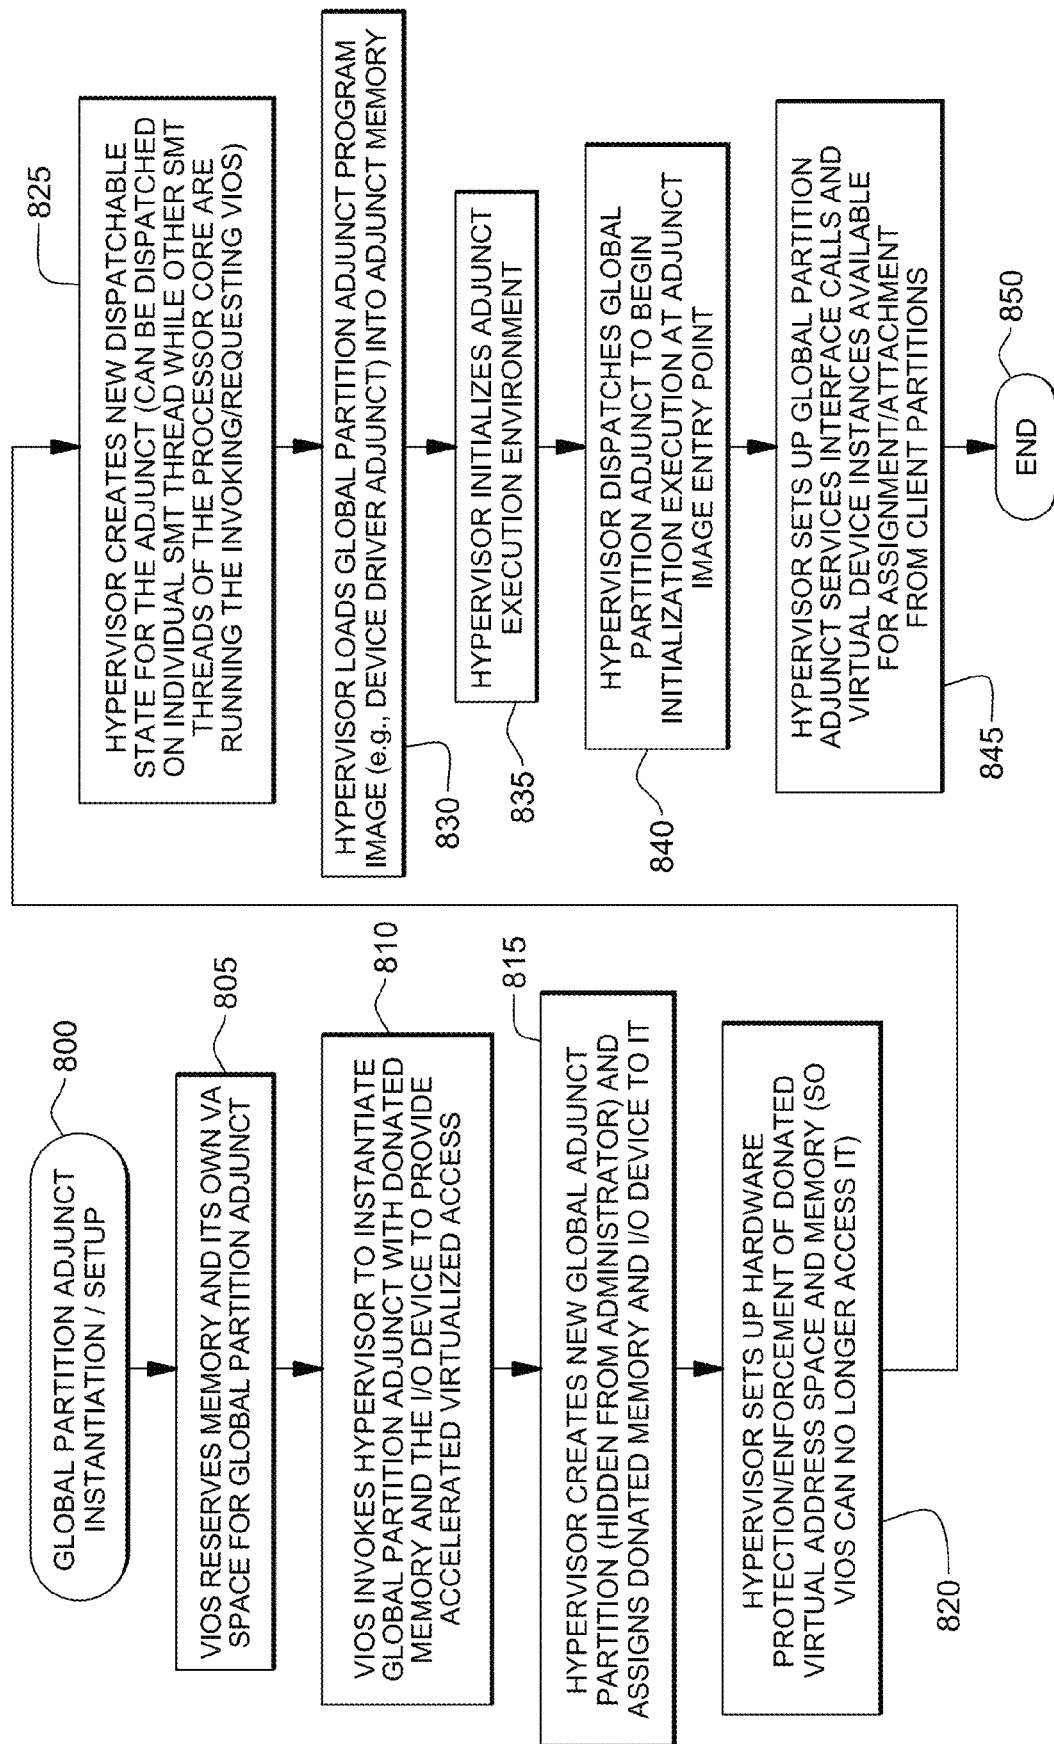 800
GLOBAL PARTITION ADJUNCT
INSTANTIATION / SETUP
805
VIOS RESERVES MEMORY AND ITS OWN VA
SPACE FOR GLOBAL PARTITION ADJUNCT
810
VIOS INVOKES HYPERVISOR TO INSTANTIATE
GLOBAL PARTITION ADJUNCT WITH DONATED
MEMORY AND THE I/O DEVICE TO PROVIDE
ACCELERATED VIRTUALIZED ACCESS
815
HYPERVISOR CREATES NEW GLOBAL ADJUNCT
PARTITION (HIDDEN FROM ADMINISTRATOR) AND
ASSIGNS DONATED MEMORY AND I/O DEVICE TO IT
HYPERVISOR SETS UP HARDWARE
PROTECTION/ENFORCEMENT OF DONATED
VIRTUAL ADDRESS SPACE AND MEMORY (SO
VIOS CAN NO LONGER ACCESS IT)
820
825
HYPERVISOR CREATES NEW DISPATCHABLE
STATE FOR THE ADJUNCT (CAN BE DISPATCHED
ON INDIVIDUAL SMT THREAD WHILE OTHER SMT
THREADS OF THE PROCESSOR CORE ARE
RUNNING THE INVOKING/REQUESTING VIOS)
HYPERVISOR LOADS GLOBAL PARTITION ADJUNCT PROGRAM
IMAGE (e.g., DEVICE DRIVER ADJUNCT) INTO ADJUNCT MEMORY
830
HYPERVISOR INITIALIZES ADJUNCT
EXECUTION ENVIRONMENT
835
HYPERVISOR DISPATCHES GLOBAL
PARTITION ADJUNCT TO BEGIN
INITIALIZATION EXECUTION AT ADJUNCT
IMAGE ENTRY POINT
840
HYPERVISOR SETS UP GLOBAL PARTITION
ADJUNCT SERVICES INTERFACE CALLS AND
VIRTUAL DEVICE INSTANCES AVAILABLE
FOR ASSIGNMENT/ATTACHMENT
FROM CLIENT PARTITIONS
845
850
END